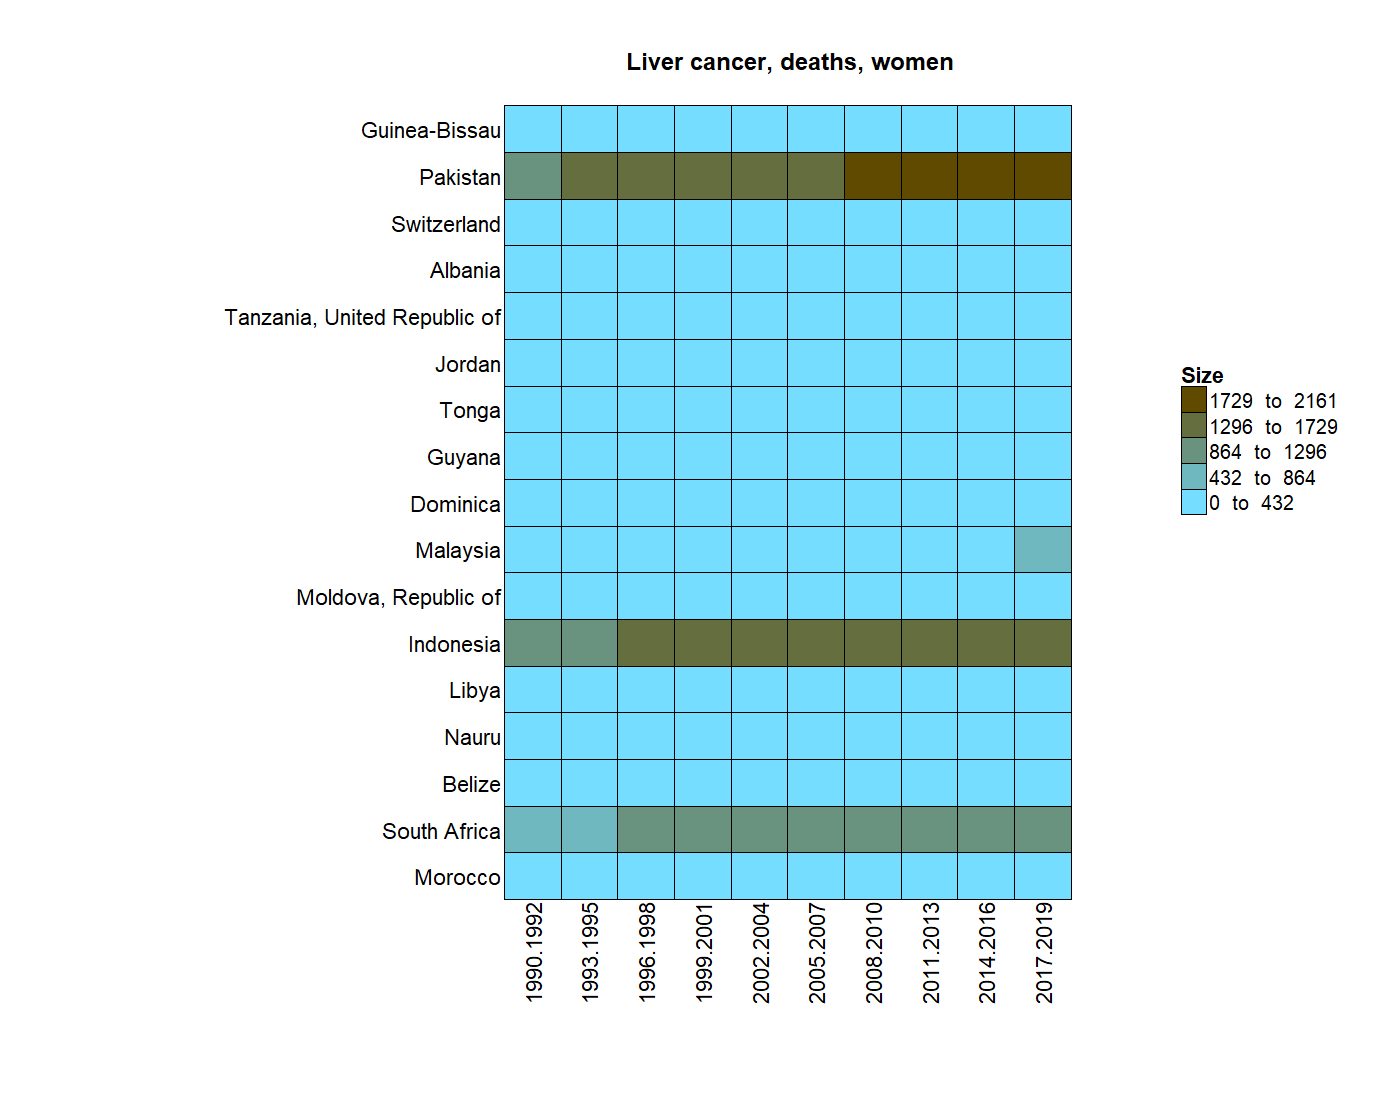 Liver cancer, deaths, women
Guinea-Bissau
Pakistan
Switzerland
Albania
Tanzania, United Republic of
Jordan
Tonga
Guyana
Dominica
Malaysia
Moldova, Republic of
Indonesia
Libya
Nauru
Belize
South Africa
Morocco
1990.1992
1993.1995
1996.1998
1999.2001
2002.2004
2005.2007
2008.2010
2011.2013
2014.2016
2017.2019
Size
1729 to 2161
1296 to 1729
864 to 1296
432 to 864
0 to 432